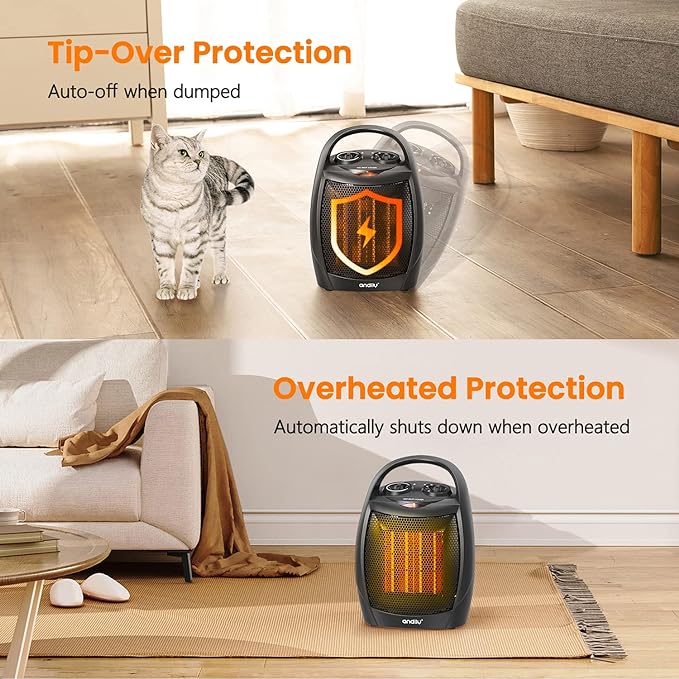 Tip-Over Protection
Auto-off when dumped
andily
Overheated Protection
Automatically shuts down when overheated
andily